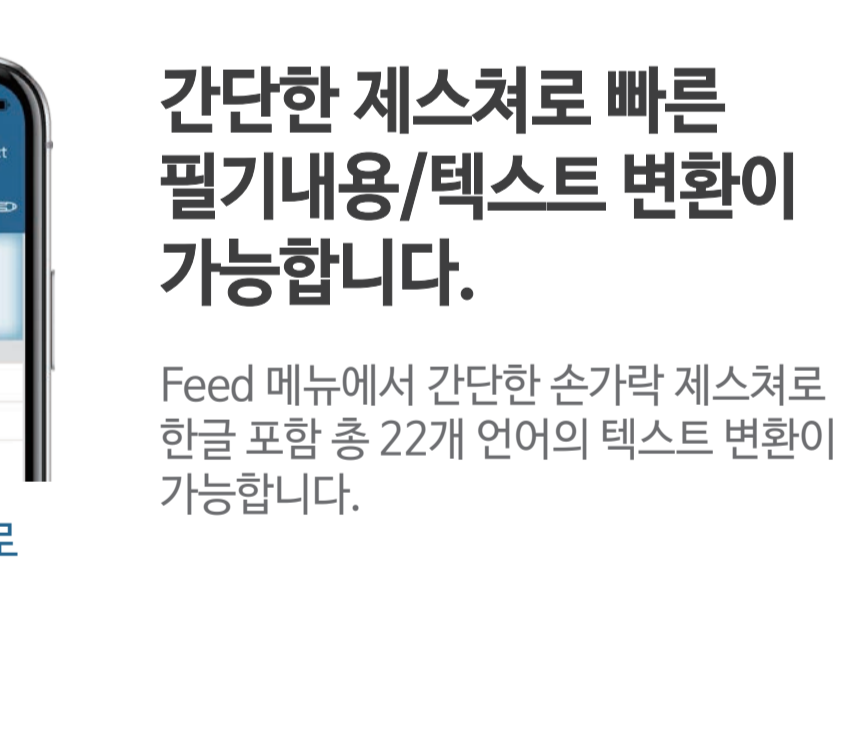 간단한 제스쳐로 빠른
필기내용/텍스트 변환이
가능합니다.
Feed 메뉴에서 간단한 손가락 제스쳐로
한글 포함 총 22개 언어의 텍스트 변환이
가능합니다.
로